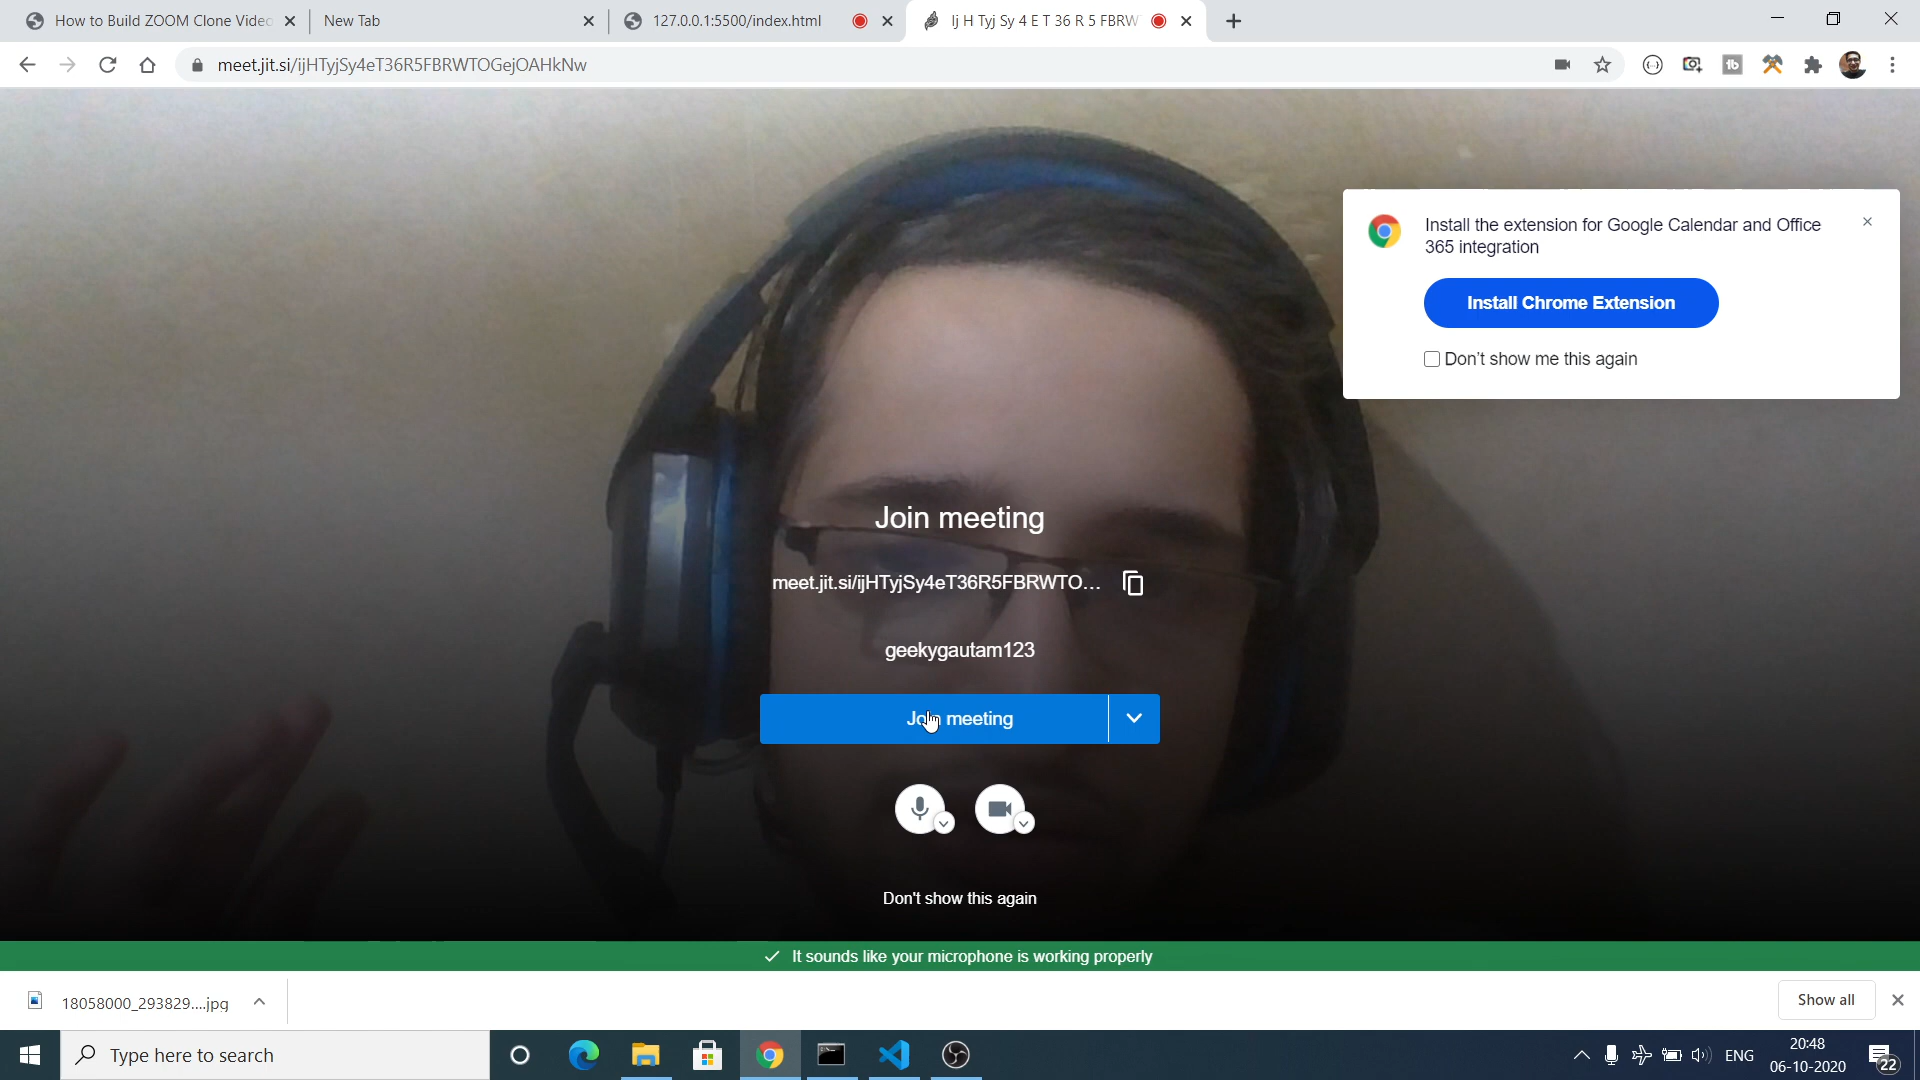 How to Build ZOOM Clone Video
New Tab
127.0.0.1:5500/index.html
Ij H Tyj Sy 4 E T 36 R 5 FBRW
meet.jit.si/ijHTyjSy4eT36R5FBRWTOGejOAHkNw
Install the extension for Google Calendar and Office
365 integration
Install Chrome Extension
Don't show me this again
Join meeting
meet.jit.si/ijHTyjSy4eT36R5FBRWTO...
geekygautam123
Join meeting
Don't show this again
It sounds like your microphone is working properly
18058000_293829....jpg
Show all
Type here to search
ENG
20:48
06-10-2020
22